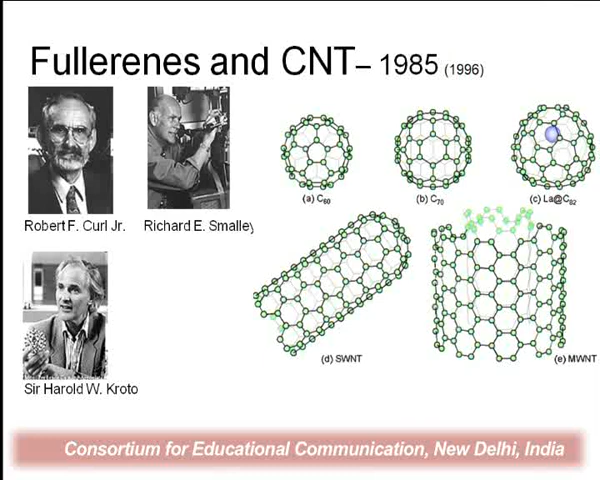 Fullerenes and CNT– 1985 (1996)
Robert F. Curl Jr.
Richard E. Smalley
(a) C60
(b) C70
(c) La@C82
Sir Harold W. Kroto
(d) SWNT
(e) MWNT
Consortium for Educational Communication, New Delhi, India